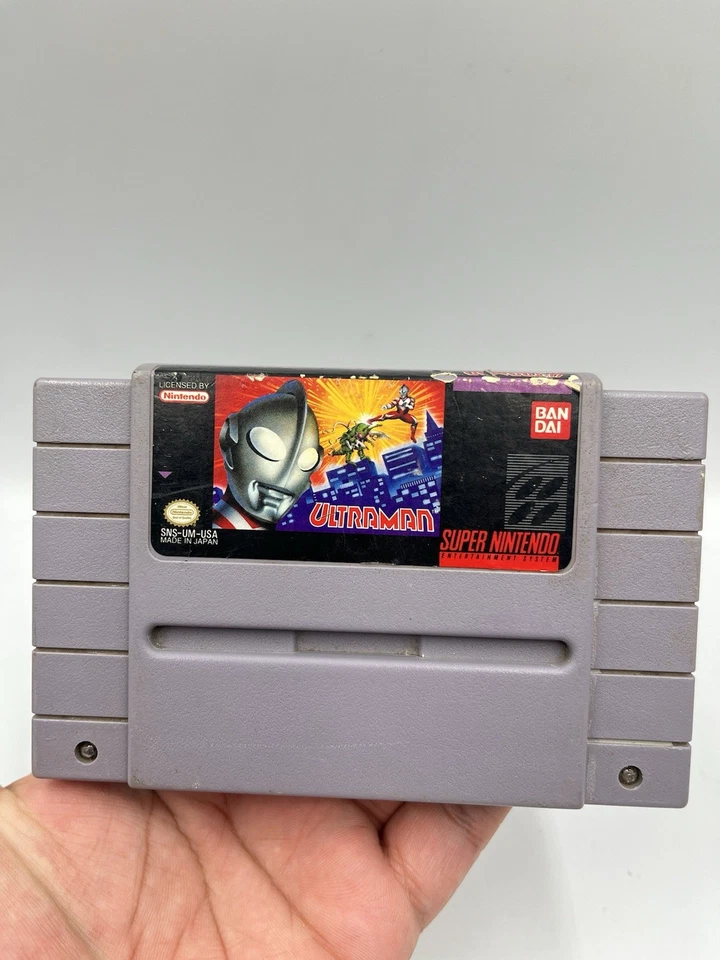 LICENSED BY
Nintendo
BAN
DAI
ULTRAMAN
SNS-UM-USA
MADE IN JAPAN
SUPER NINTENDO
ENTERTAINMENT SYSTEM